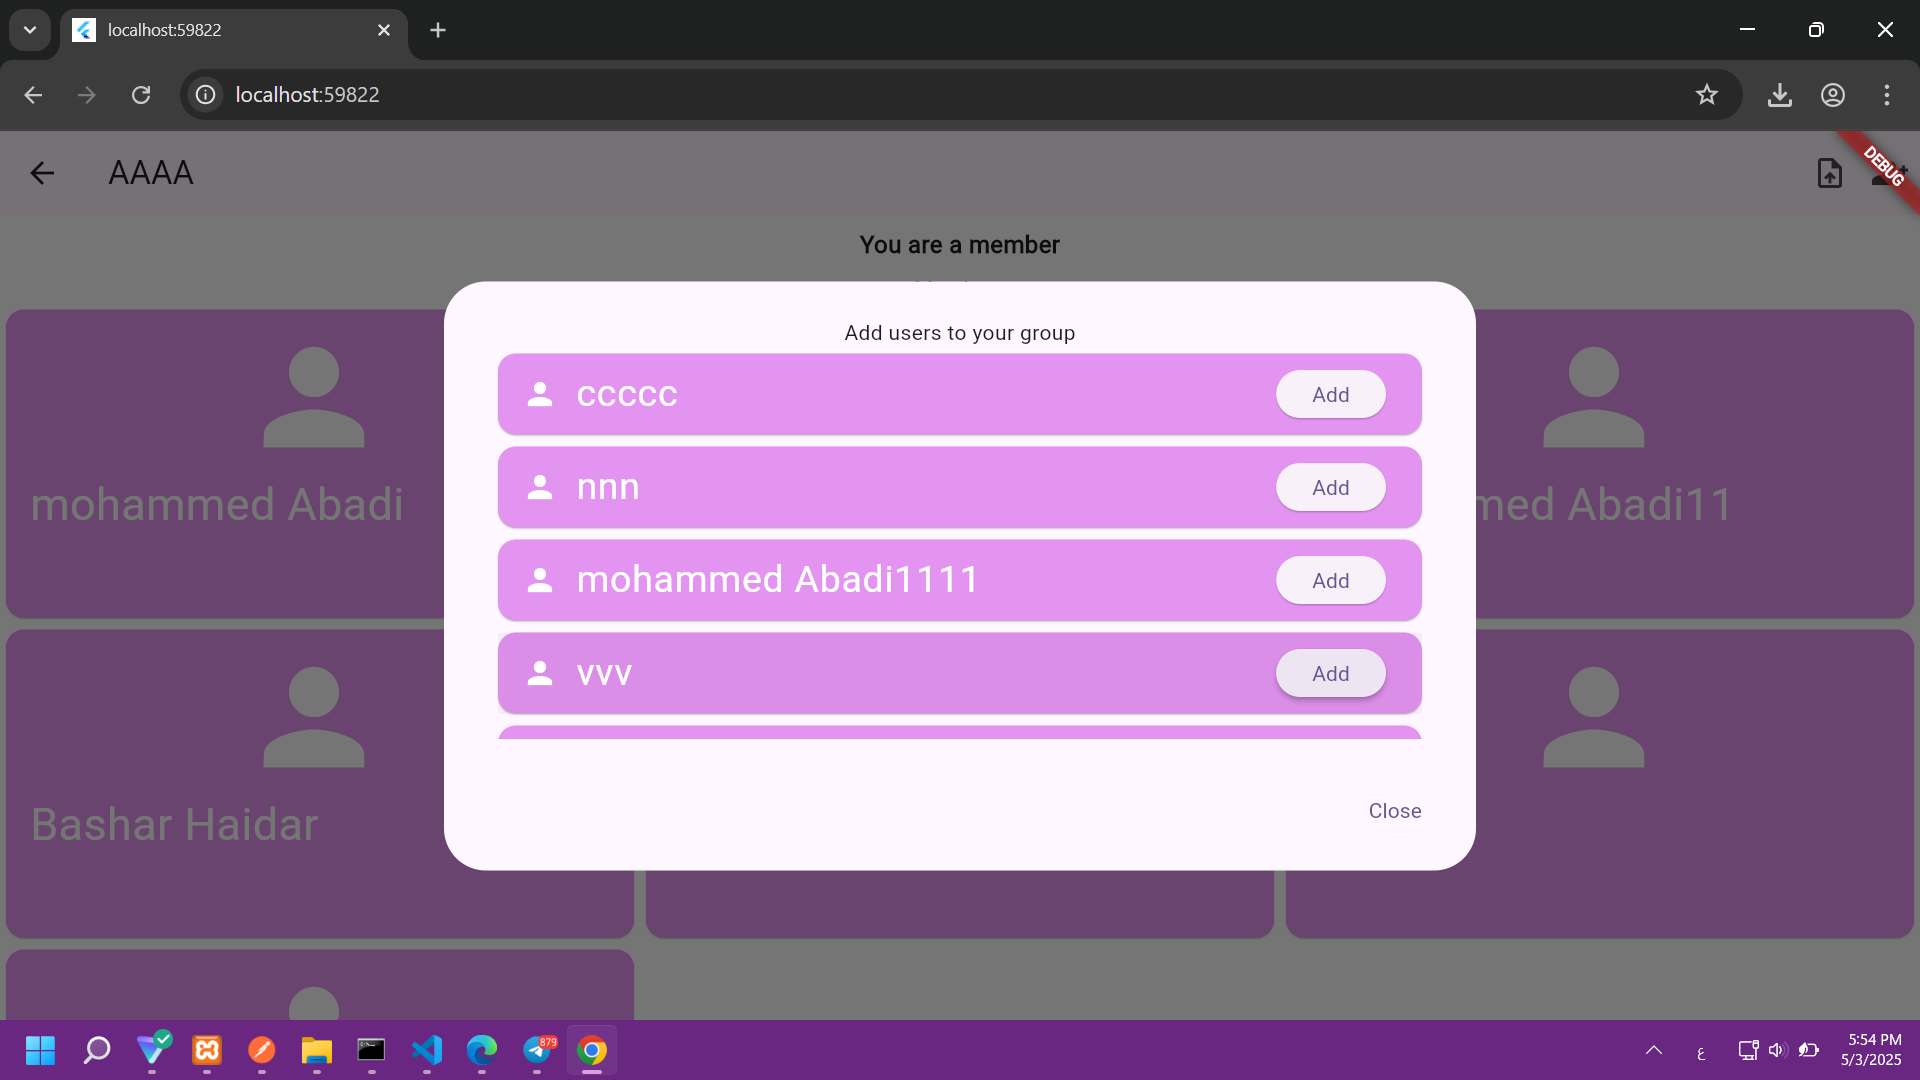 localhost:59822
localhost:59822
AAAA
DEBUG
You are a member
Add users to your group
ccccc
Add
nnn
Add
mohammed Abadi1111
Add
vvv
Add
Close
mohammed Abadi
med Abadi11
Bashar Haidar
879
ع
5:54 PM
5/3/2025